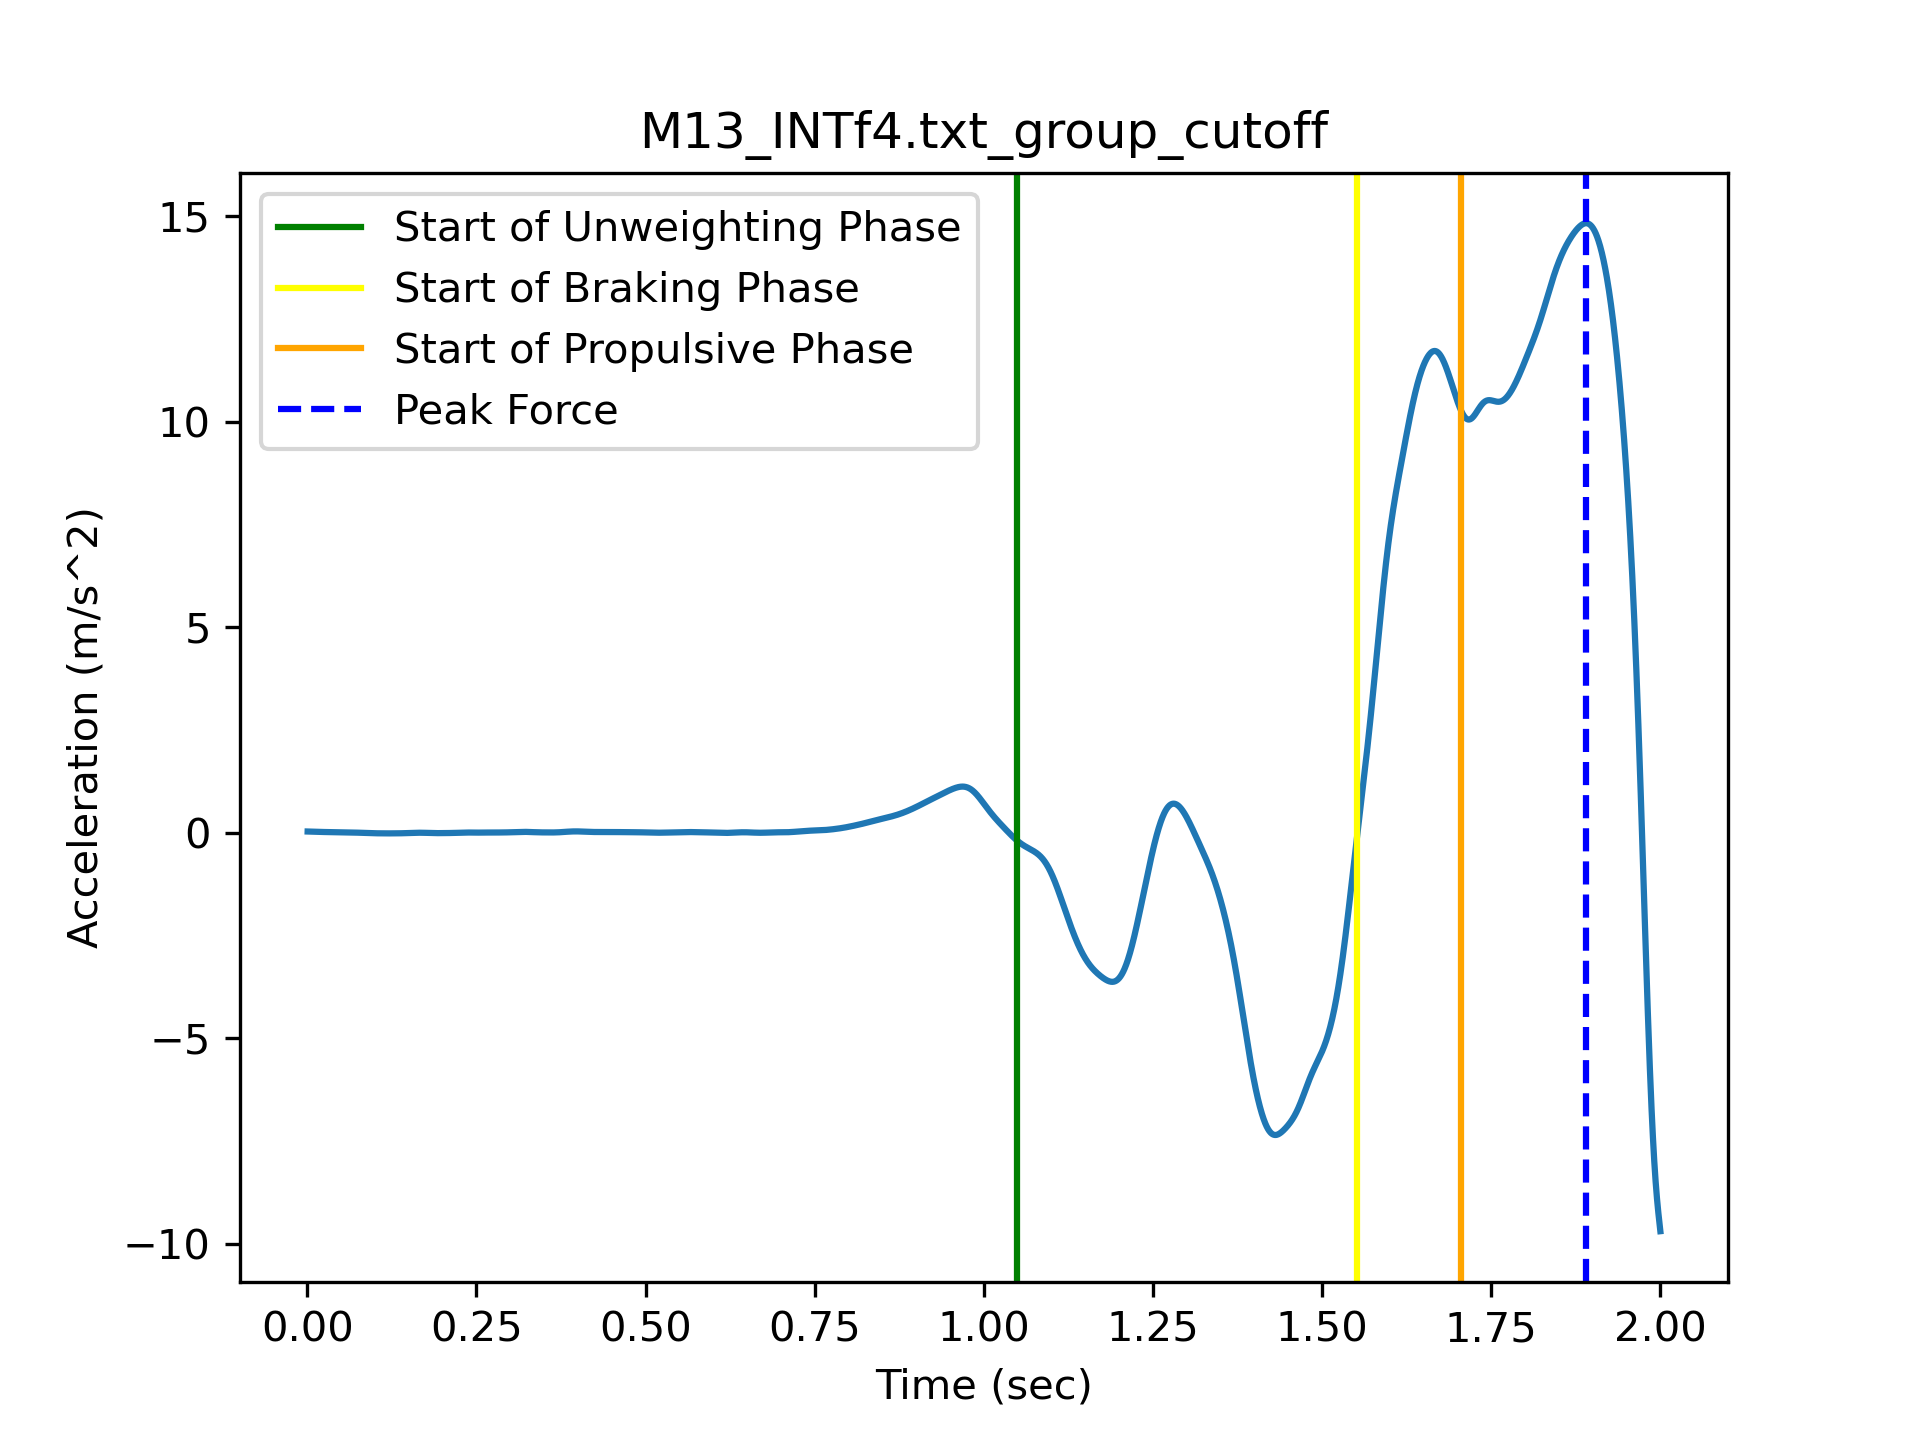 M13_INTf4.txt_group_cutoff
Start of Unweighting Phase
Start of Braking Phase
Start of Propulsive Phase
Peak Force
Acceleration (m/s^2)
15
10
5
0
−5
−10
0.00 0.25 0.50 0.75 1.00 1.25 1.50 1.75 2.00
Time (sec)